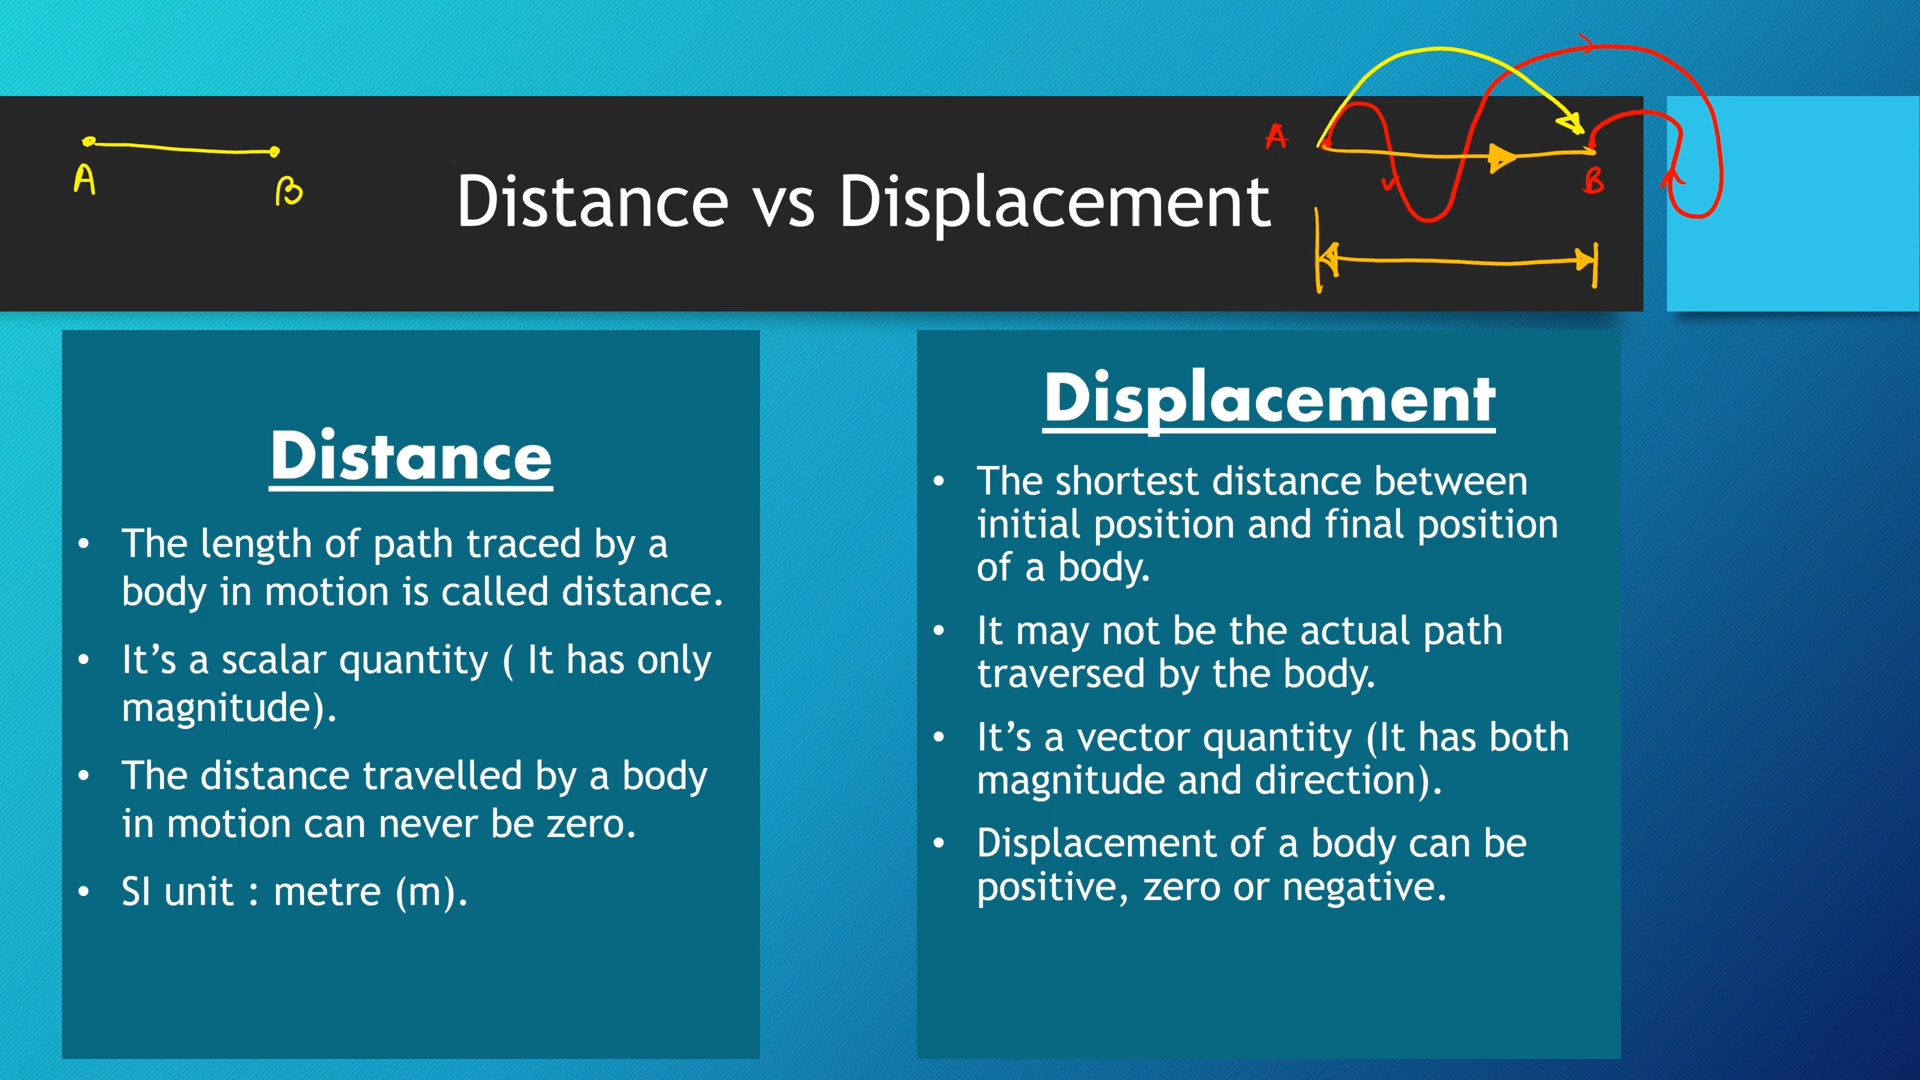 A
B
Distance vs Displacement
A
B
Distance
• The length of path traced by a
body in motion is called distance.
• It’s a scalar quantity ( It has only
magnitude).
• The distance travelled by a body
in motion can never be zero.
• SI unit : metre (m).
Displacement
• The shortest distance between
initial position and final position
of a body.
• It may not be the actual path
traversed by the body.
• It’s a vector quantity (It has both
magnitude and direction).
• Displacement of a body can be
positive, zero or negative.